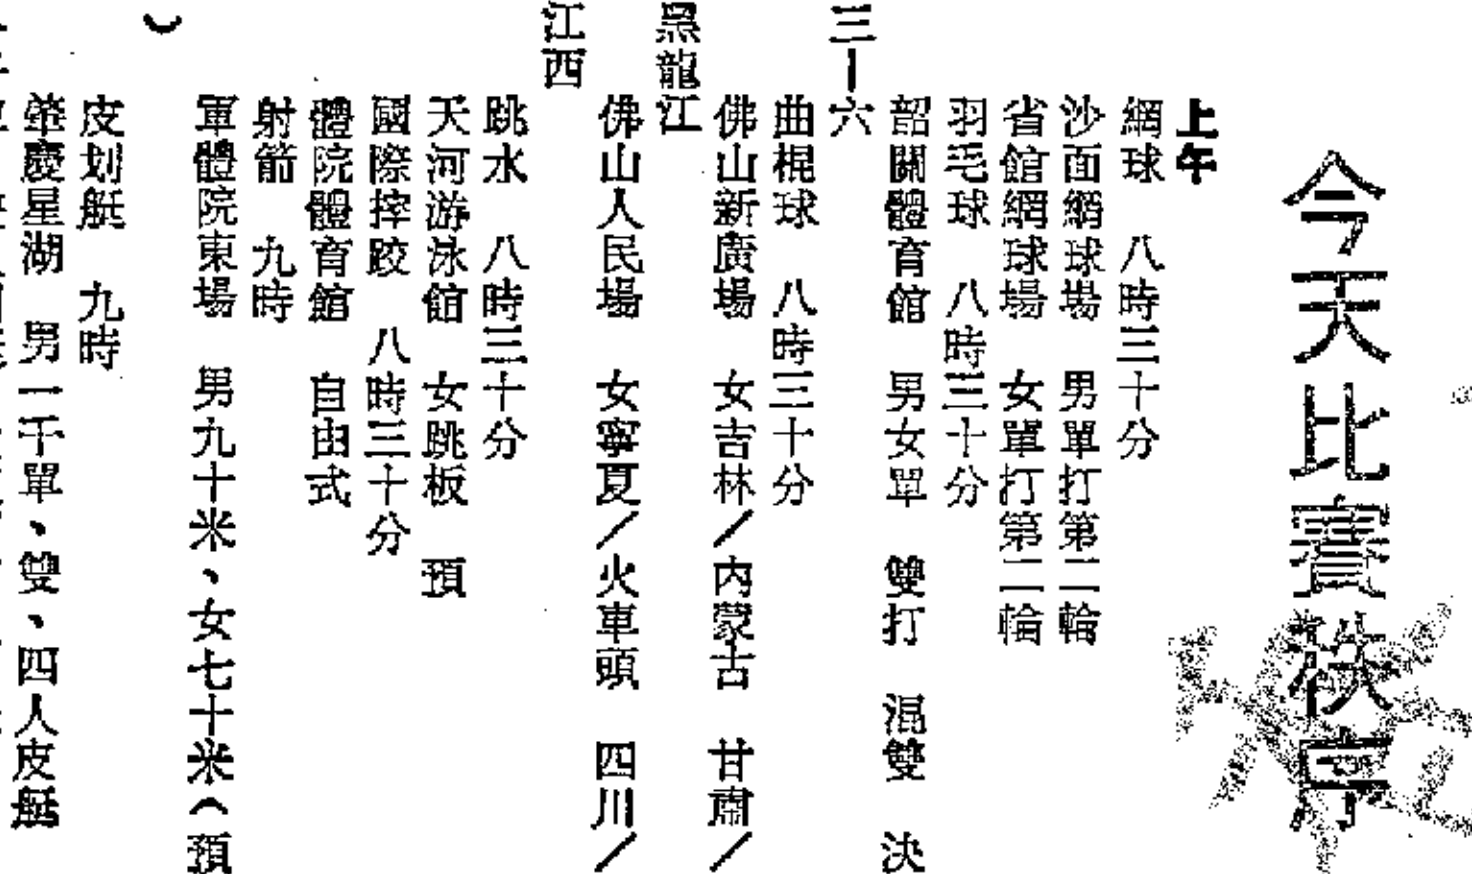 今天比賽秩序
上午
網球　八時三十分
沙面網球場　男單打第二輪
省館網球場　女單打第二輪
羽毛球　八時三十分
韶關體育館　男女單　雙打　混雙　決
三—六
曲棍球　八時三十分
佛山新廣場　女吉林／內蒙古　甘肅／
黑龍江
佛山人民場　女寧夏／火車頭　四川／
江西
跳水　八時三十分
天河游泳館　女跳板　預
國際摔跤　八時三十分
體院體育館　自由式
射箭　九時
軍體院東場　男九十米、女七十米（預
）
皮划艇　九時
肇慶星湖　男一千單、雙、四人皮艇